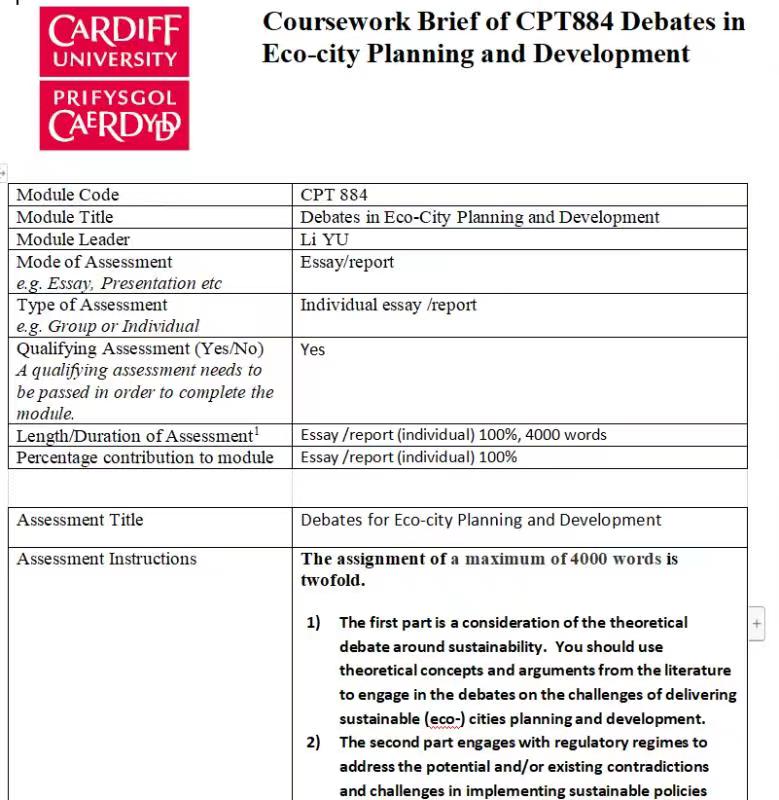 CARDIFF
UNIVERSITY
PRIFYSGOL
CAERDYDD
Coursework Brief of CPT884 Debates in
Eco-city Planning and Development
Module Code CPT 884
Module Title Debates in Eco-City Planning and Development
Module Leader Li YU
Mode of Assessment Essay/report
e.g. Essay, Presentation etc
Type of Assessment Individual essay /report
e.g. Group or Individual
Qualifying Assessment (Yes/No) Yes
A qualifying assessment needs to
be passed in order to complete the
module.
Length/Duration of Assessment1 Essay /report (individual) 100%, 4000 words
Percentage contribution to module Essay /report (individual) 100%
Assessment Title Debates for Eco-city Planning and Development
Assessment Instructions The assignment of a maximum of 4000 words is
twofold.
1) The first part is a consideration of the theoretical
debate around sustainability. You should use
theoretical concepts and arguments from the literature
to engage in the debates on the challenges of delivering
sustainable (eco-) cities planning and development.
2) The second part engages with regulatory regimes to
address the potential and/or existing contradictions
and challenges in implementing sustainable policies